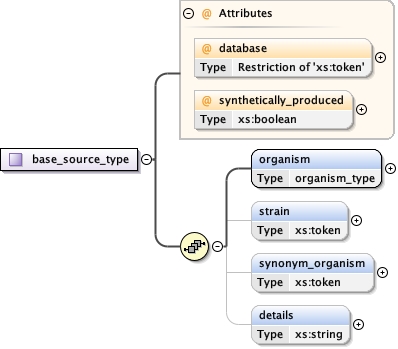 @ Attributes
@ database
Type Restriction of 'xs:token'
@ synthetically_produced
Type xs:boolean
base_source_type
organism
Type organism_type
strain
Type xs:token
synonym_organism
Type xs:token
details
Type xs:string